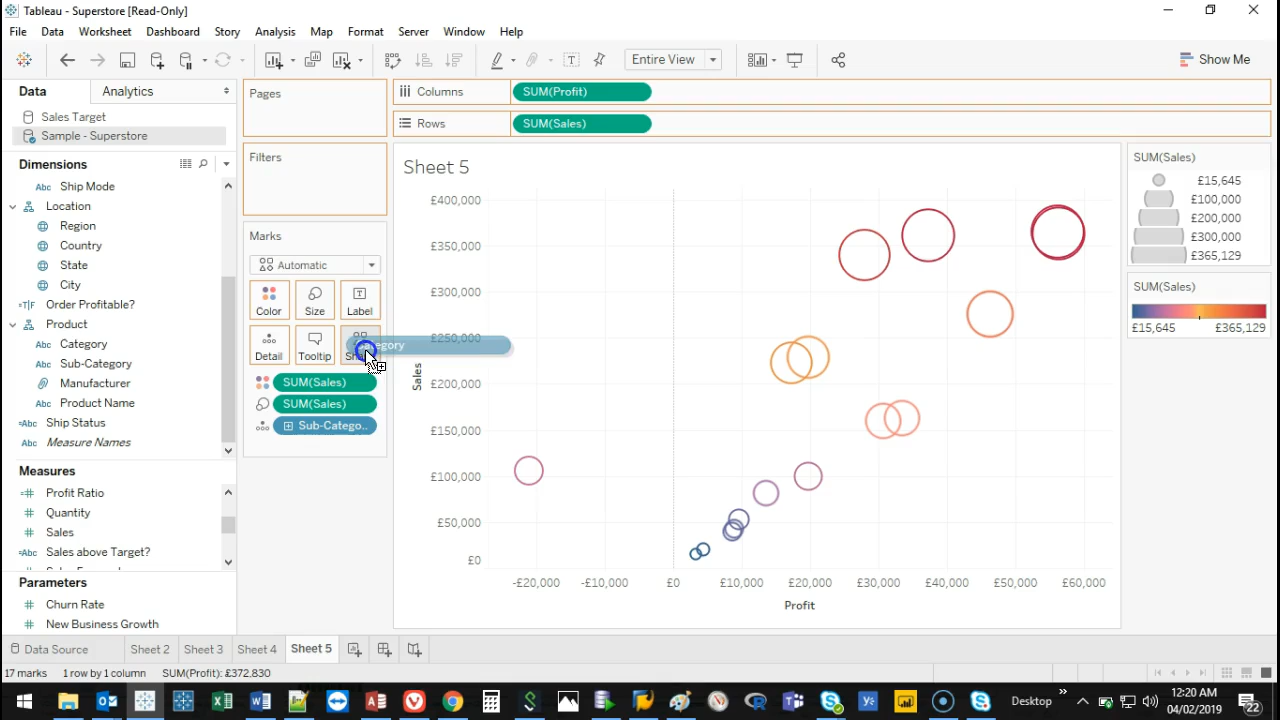 Tableau - Superstore [Read-Only]
File Data Worksheet Dashboard Story Analysis Map Format Server Window Help
Entire View
Show Me
Data Analytics
Sales Target
Sample - Superstore
Dimensions
Abc Ship Mode
Location
Region
Country
State
City
=T|F Order Profitable?
Product
Abc Category
Abc Sub-Category
Manufacturer
Abc Product Name
=Abc Ship Status
Abc Measure Names
Measures
=# Profit Ratio
# Quantity
# Sales
=Abc Sales above Target?
Parameters
# Churn Rate
# New Business Growth
Pages
Filters
Marks
Automatic
Color Size Label
Detail Tooltip
Category
SUM(Sales)
SUM(Sales)
Sub-Catego..
Columns SUM(Profit)
Rows SUM(Sales)
Sheet 5
£400,000
£350,000
£300,000
£250,000
£200,000
£150,000
£100,000
£50,000
£0
Sales
-£20,000 -£10,000 £0 £10,000 £20,000 £30,000 £40,000 £50,000 £60,000
Profit
SUM(Sales)
£15,645
£100,000
£200,000
£300,000
£365,129
SUM(Sales)
£15,645 £365,129
Data Source Sheet 2 Sheet 3 Sheet 4 Sheet 5
17 marks 1 row by 1 column SUM(Profit): £372,830
Desktop
12:20 AM
04/02/2019
22